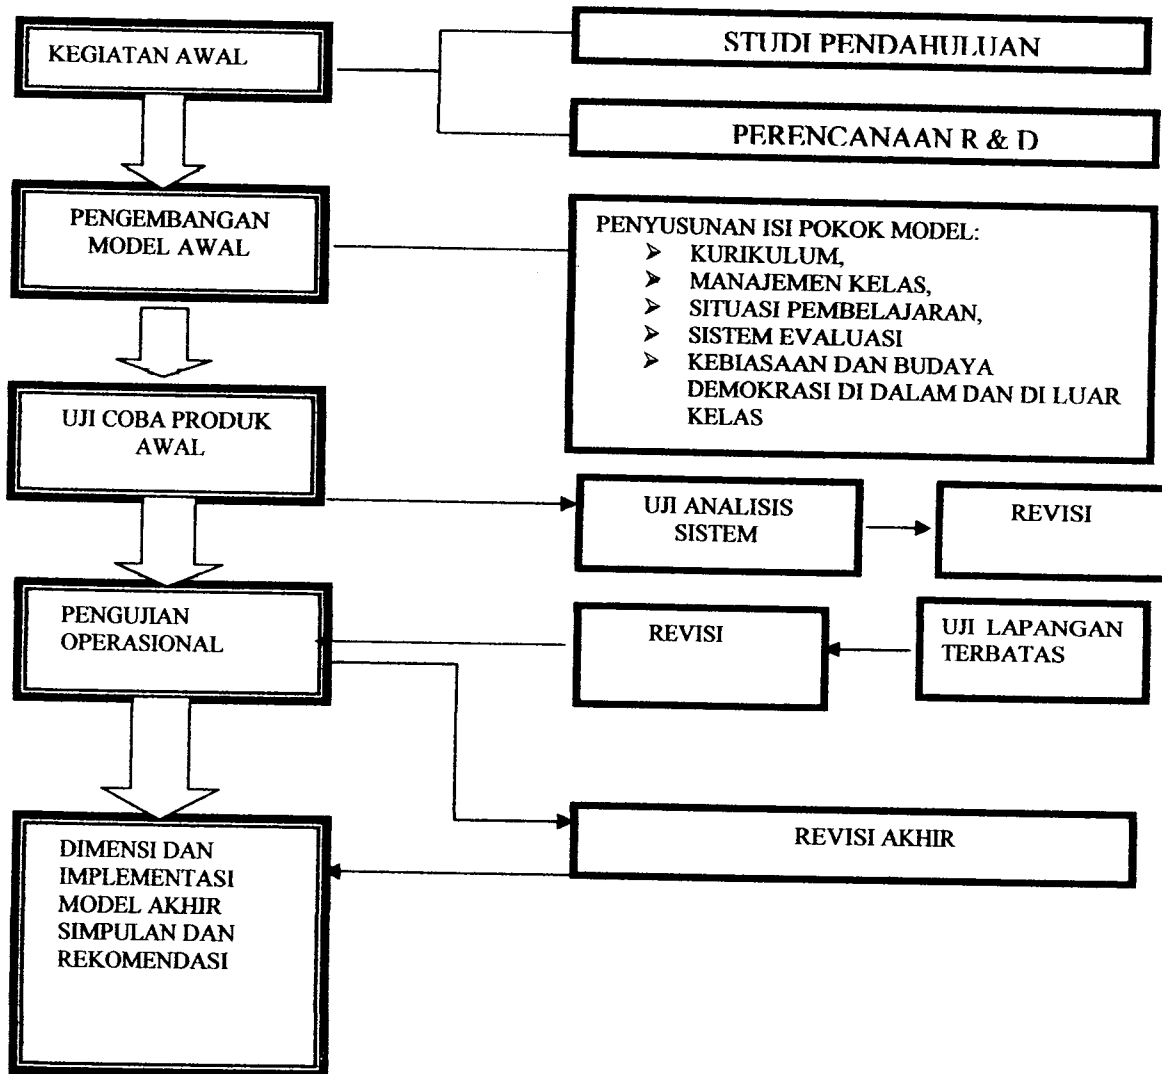 KEGIATAN AWAL
STUDI PENDAHULUAN
PERENCANAAN R & D
PENGEMBANGAN
MODEL AWAL
PENYUSUNAN ISI POKOK MODEL:
➢ KURIKULUM,
➢ MANAJEMEN KELAS,
➢ SITUASI PEMBELAJARAN,
➢ SISTEM EVALUASI
➢ KEBIASAAN DAN BUDAYA
DEMOKRASI DI DALAM DAN DI LUAR
KELAS
UJI COBA PRODUK
AWAL
UJI ANALISIS
SISTEM
REVISI
PENGUJIAN
OPERASIONAL
REVISI
UJI LAPANGAN
TERBATAS
REVISI AKHIR
DIMENSI DAN
IMPLEMENTASI
MODEL AKHIR
SIMPULAN DAN
REKOMENDASI